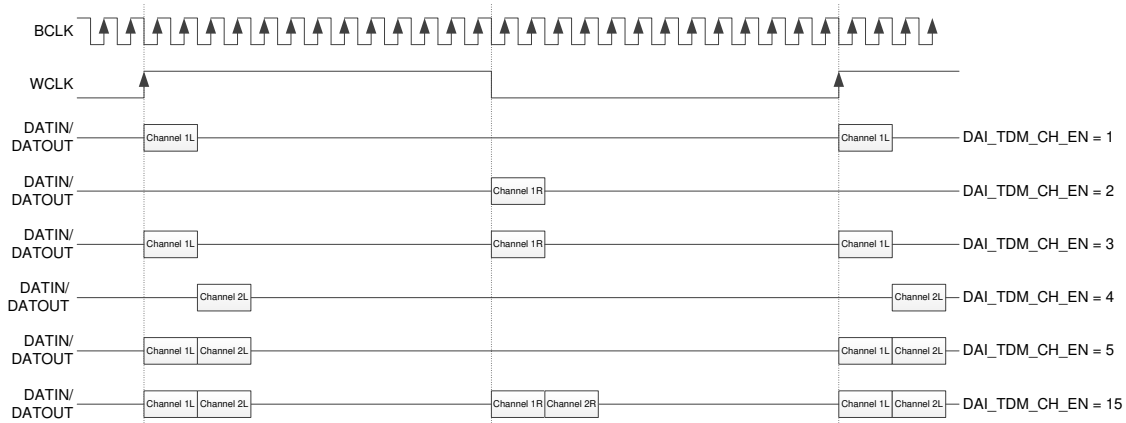 BCLK
WCLK
DATIN/
DATOUT
Channel 1L
Channel 1L
DAI_TDM_CH_EN = 1
DATIN/
DATOUT
Channel 1R
DAI_TDM_CH_EN = 2
DATIN/
DATOUT
Channel 1L
Channel 1R
Channel 1L
DAI_TDM_CH_EN = 3
DATIN/
DATOUT
Channel 2L
Channel 2L
DAI_TDM_CH_EN = 4
DATIN/
DATOUT
Channel 1L
Channel 2L
Channel 1L
Channel 2L
DAI_TDM_CH_EN = 5
DATIN/
DATOUT
Channel 1L
Channel 2L
Channel 1R
Channel 2R
Channel 1L
Channel 2L
DAI_TDM_CH_EN = 15